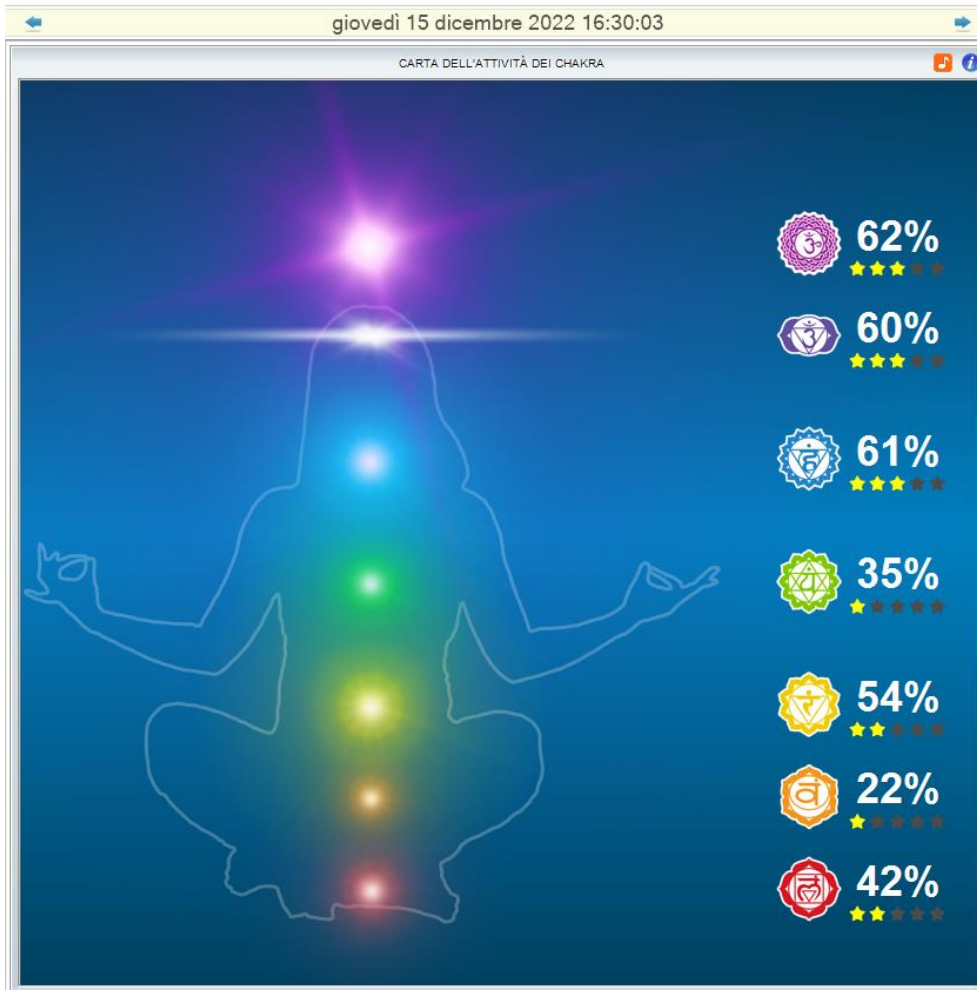 giovedì 15 dicembre 2022 16:30:03
CARTA DELL'ATTIVITÀ DEI CHAKRA
i
ॐ 62%
ॐ 60%
हं 61%
यं 35%
रं 54%
वं 22%
लं 42%